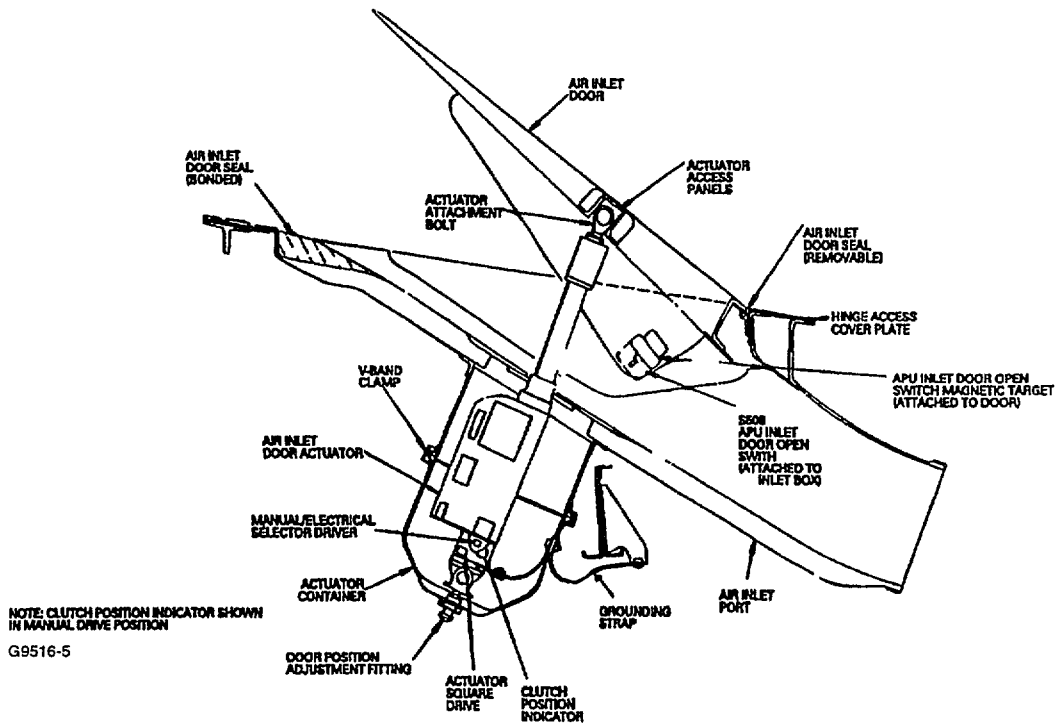 AIR INLET
DOOR
AIR INLET
DOOR SEAL
(BONDED)
ACTUATOR
ACCESS
PANELS
ACTUATOR
ATTACHMENT
BOLT
AIR INLET
DOOR SEAL
(REMOVABLE)
HINGE ACCESS
COVER PLATE
V-BAND
CLAMP
APU INLET DOOR OPEN
SWITCH MAGNETIC TARGET
(ATTACHED TO DOOR)
S508
APU INLET
DOOR OPEN
SWITH
(ATTACHED TO
INLET BOX)
AIR INLET
DOOR ACTUATOR
MANUAL/ELECTRICAL
SELECTOR DRIVER
ACTUATOR
CONTAINER
AIR INLET
PORT
GROUNDING
STRAP
NOTE: CLUTCH POSITION INDICATOR SHOWN
IN MANUAL DRIVE POSITION
G9516-5
DOOR POSITION
ADJUSTMENT FITTING
ACTUATOR
SQUARE
DRIVE
CLUTCH
POSITION
INDICATOR